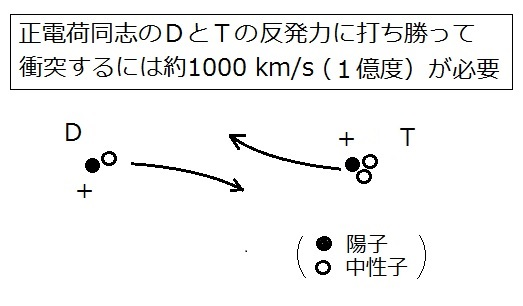 正電荷同志のDとTの反発力に打ち勝って
衝突するには約1000 km/s(1億度)が必要
D
+
+ T
陽子
中性子